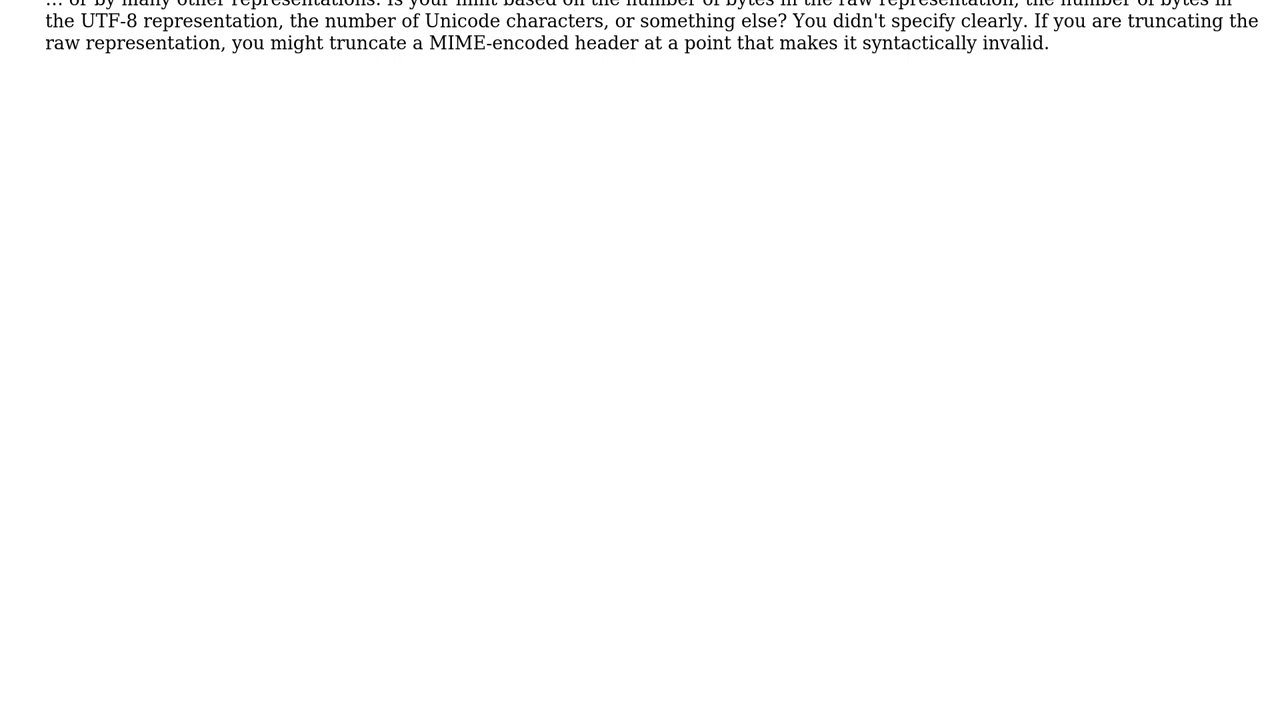 ... or by many other representations. Is your limit based on the number of bytes in the raw representation, the number of bytes in
the UTF-8 representation, the number of Unicode characters, or something else? You didn't specify clearly. If you are truncating the
raw representation, you might truncate a MIME-encoded header at a point that makes it syntactically invalid.